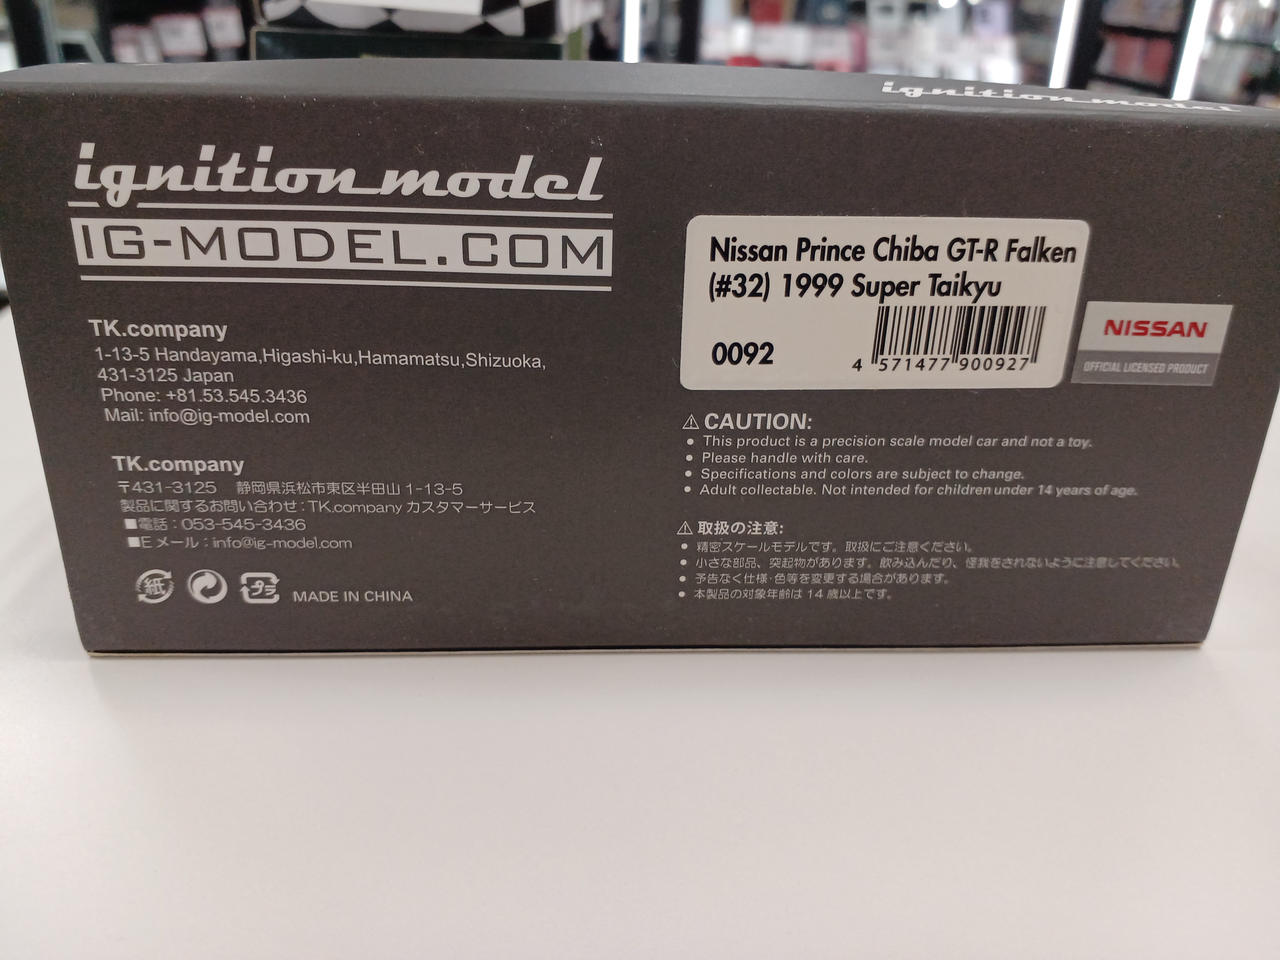 ignition model
ignition model
IG-MODEL.COM
TK.company
1-13-5 Handayama,Higashi-ku,Hamamatsu,Shizuoka,
431-3125 Japan
Phone: +81.53.545.3436
Mail: info@ig-model.com
TK.company
〒431-3125 静岡県浜松市東区半田山 1-13-5
製品に関するお問い合わせ：TK.company カスタマーサービス
■電話：053-545-3436
■E メール：info@ig-model.com
紙
プラ
MADE IN CHINA
Nissan Prince Chiba GT-R Falken
(#32) 1999 Super Taikyu
0092
4 571477 900927
NISSAN
OFFICIAL LICENSED PRODUCT
⚠ CAUTION:
● This product is a precision scale model car and not a toy.
● Please handle with care.
● Specifications and colors are subject to change.
● Adult collectable. Not intended for children under 14 years of age.
⚠ 取扱の注意:
● 精密スケールモデルです。取扱にご注意ください。
● 小さな部品、突起物があります。飲み込んだり、怪我をされないように注意してください。
● 予告なく仕様·色等を変更する場合があります。
● 本製品の対象年齢は 14 歳以上です。